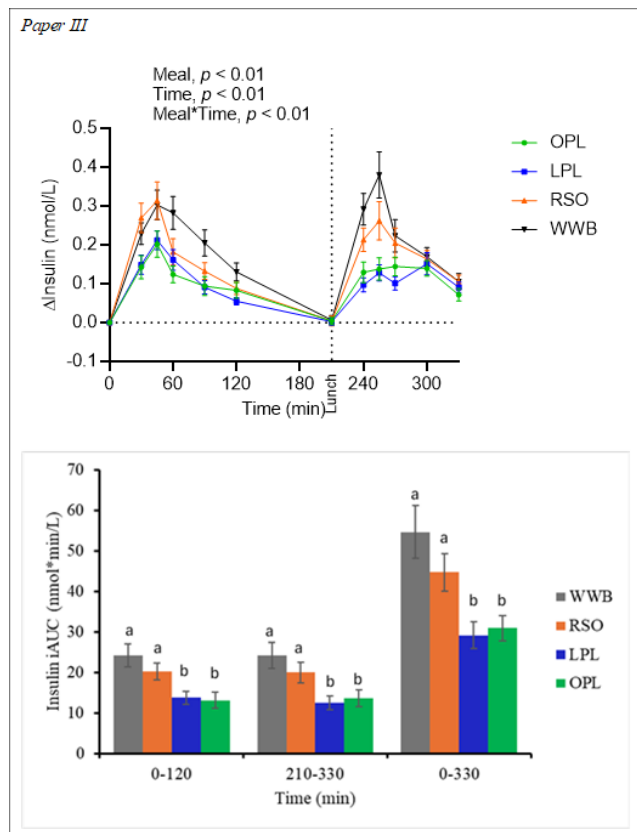 Paper III
Meal, p < 0.01
Time, p < 0.01
Meal*Time, p < 0.01
ΔInsulin (nmol/L)
0.5
0.4
0.3
0.2
0.1
0.0
-0.1
0 60 120 180 240 300
Time (min)
Lunch
OPL
LPL
RSO
WWB
Insulin iAUC (nmol*min/L)
70
60
50
40
30
20
10
0
a a b b
a a b b
a a b b
0-120 210-330 0-330
Time (min)
WWB
RSO
LPL
OPL